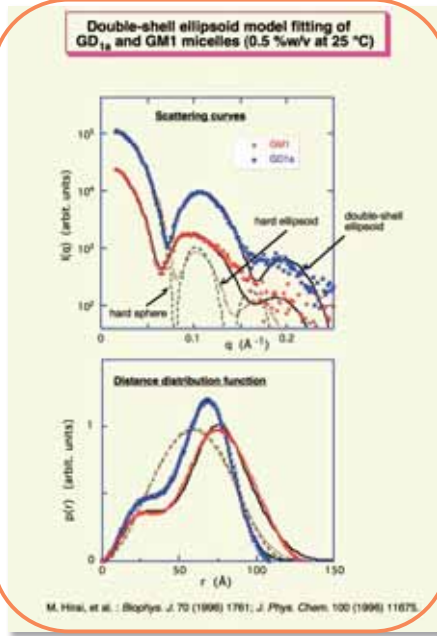 Double-shell ellipsoid model fitting of
GD1a and GM1 micelles (0.5 %w/v at 25 °C)
Scattering curves
GM1
GD1a
10⁵
10⁴
10³
10²
I(q) (arbit. units)
hard ellipsoid
double-shell
ellipsoid
hard sphere
0 0.1 0.2
q (Å⁻¹)
Distance distribution function
1
0
p(r) (arbit. units)
0 50 100 150
r (Å)
M. Hirai, et al. : Biophys. J. 70 (1996) 1761; J. Phys. Chem. 100 (1996) 11675.